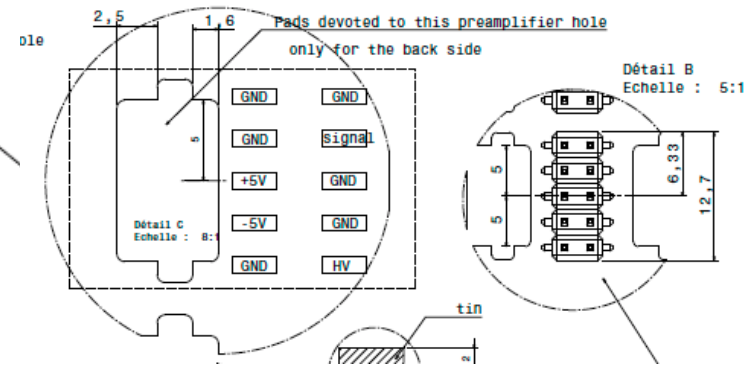 2,5
1,6
Pads devoted to this preamplifier hole
only for the back side
ole
Détail B
Echelle : 5:1
GND GND
GND signal
5
+5V GND
-5V GND
GND HV
Détail C
Echelle : 8:1
5
5
6,33
12,7
tin
2